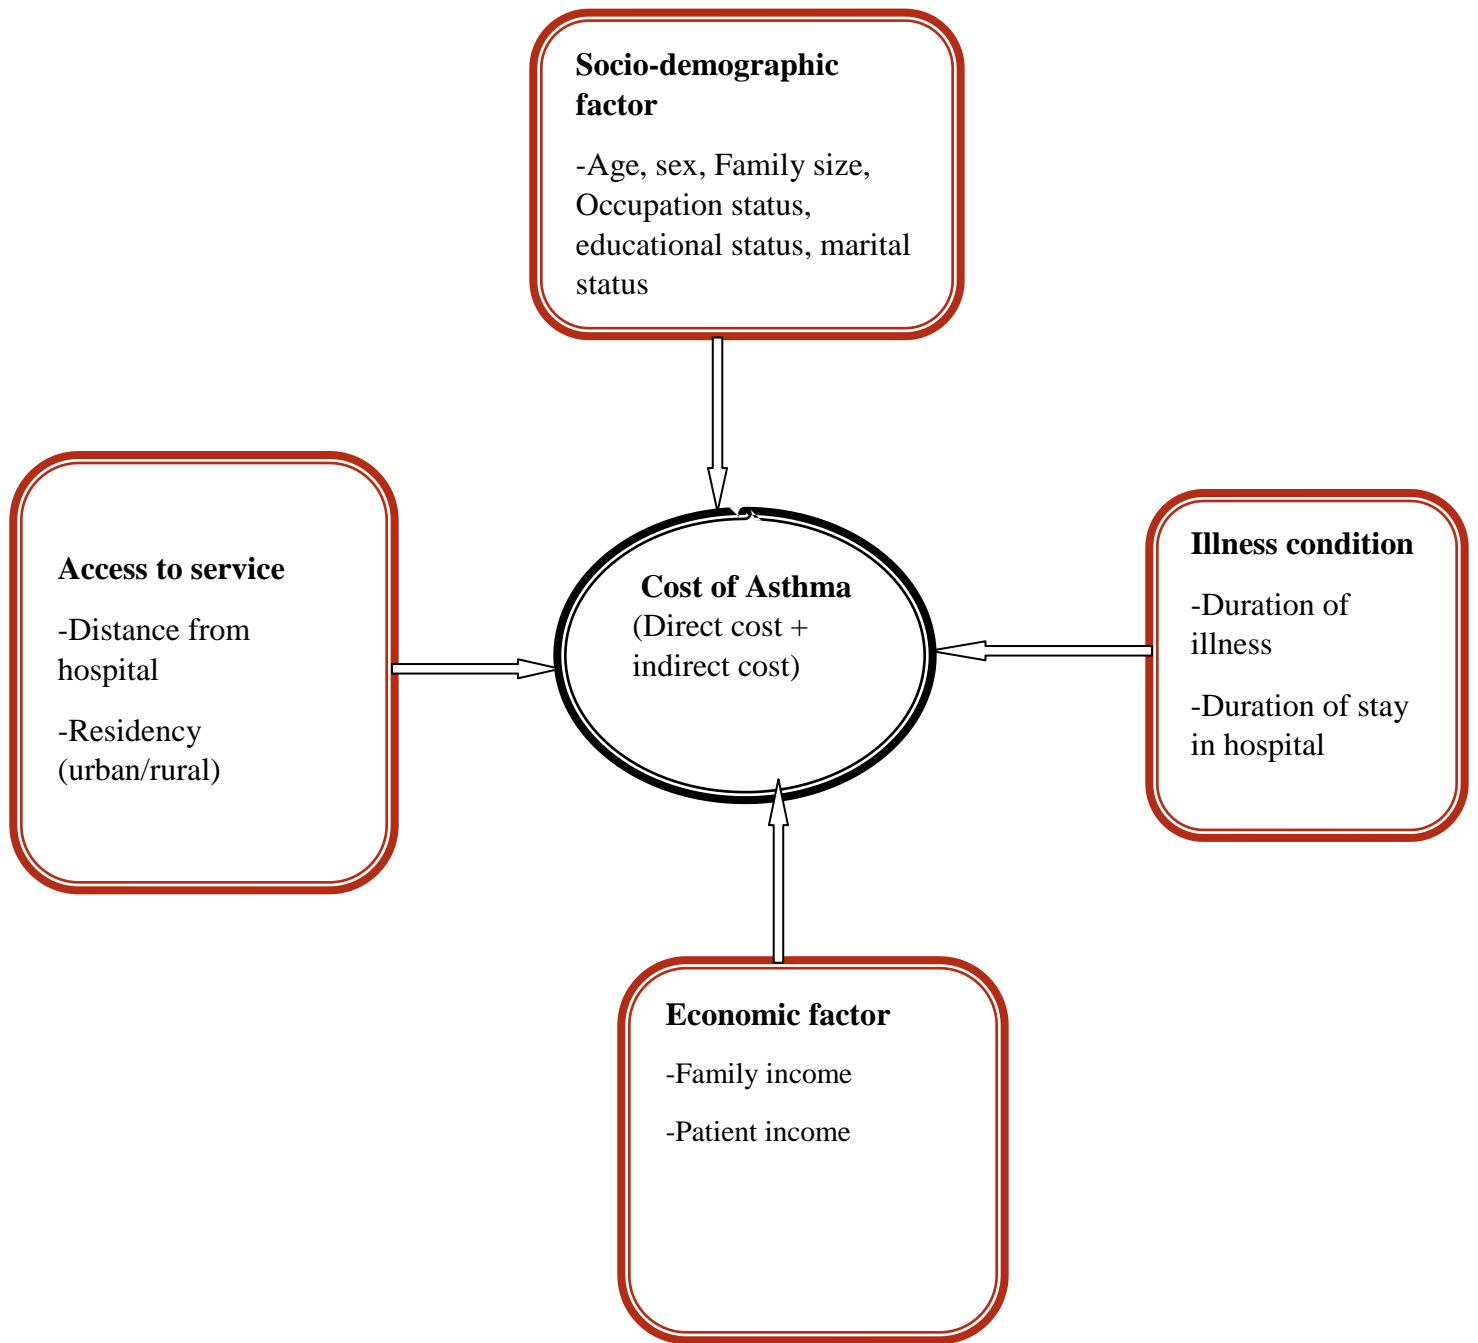 Socio-demographic
factor
-Age, sex, Family size,
Occupation status,
educational status, marital
status
Access to service
-Distance from
hospital
-Residency
(urban/rural)
Cost of Asthma
(Direct cost +
indirect cost)
Illness condition
-Duration of
illness
-Duration of stay
in hospital
Economic factor
-Family income
-Patient income